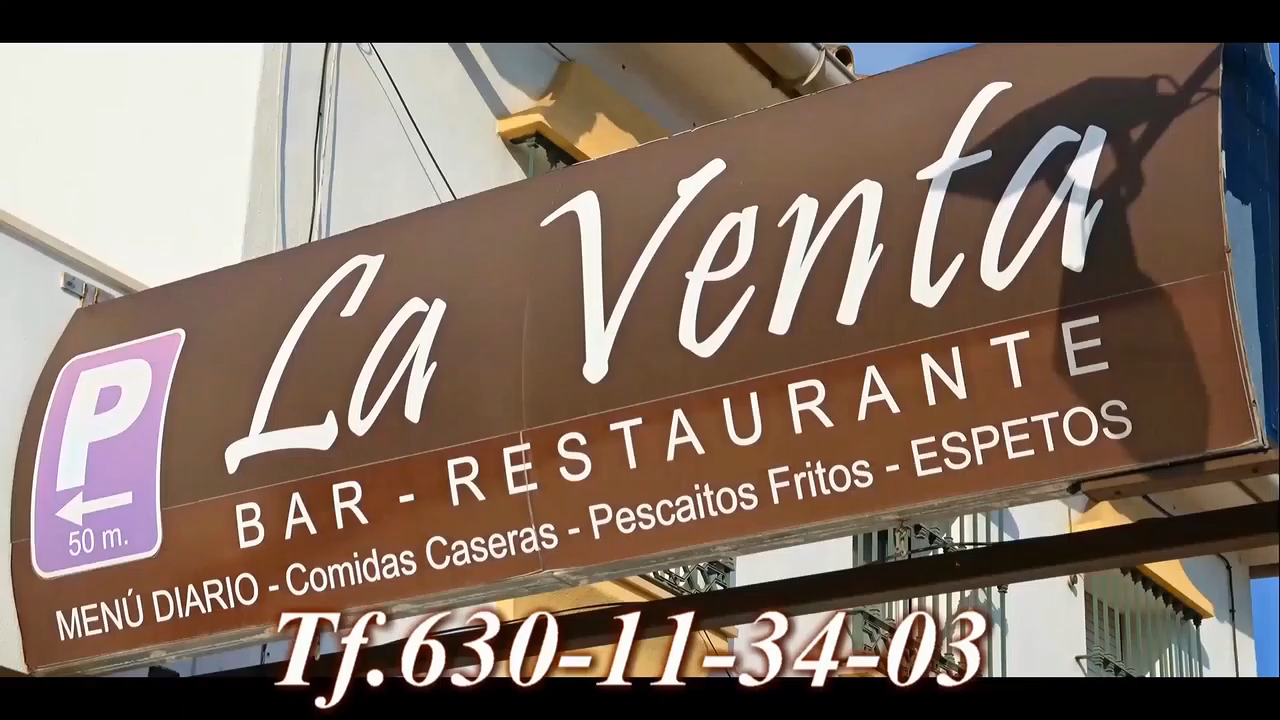 La Venta
P
50 m.
BAR - RESTAURANTE
MENÚ DIARIO - Comidas Caseras - Pescaitos Fritos - ESPETOS
Tf.630-11-34-03